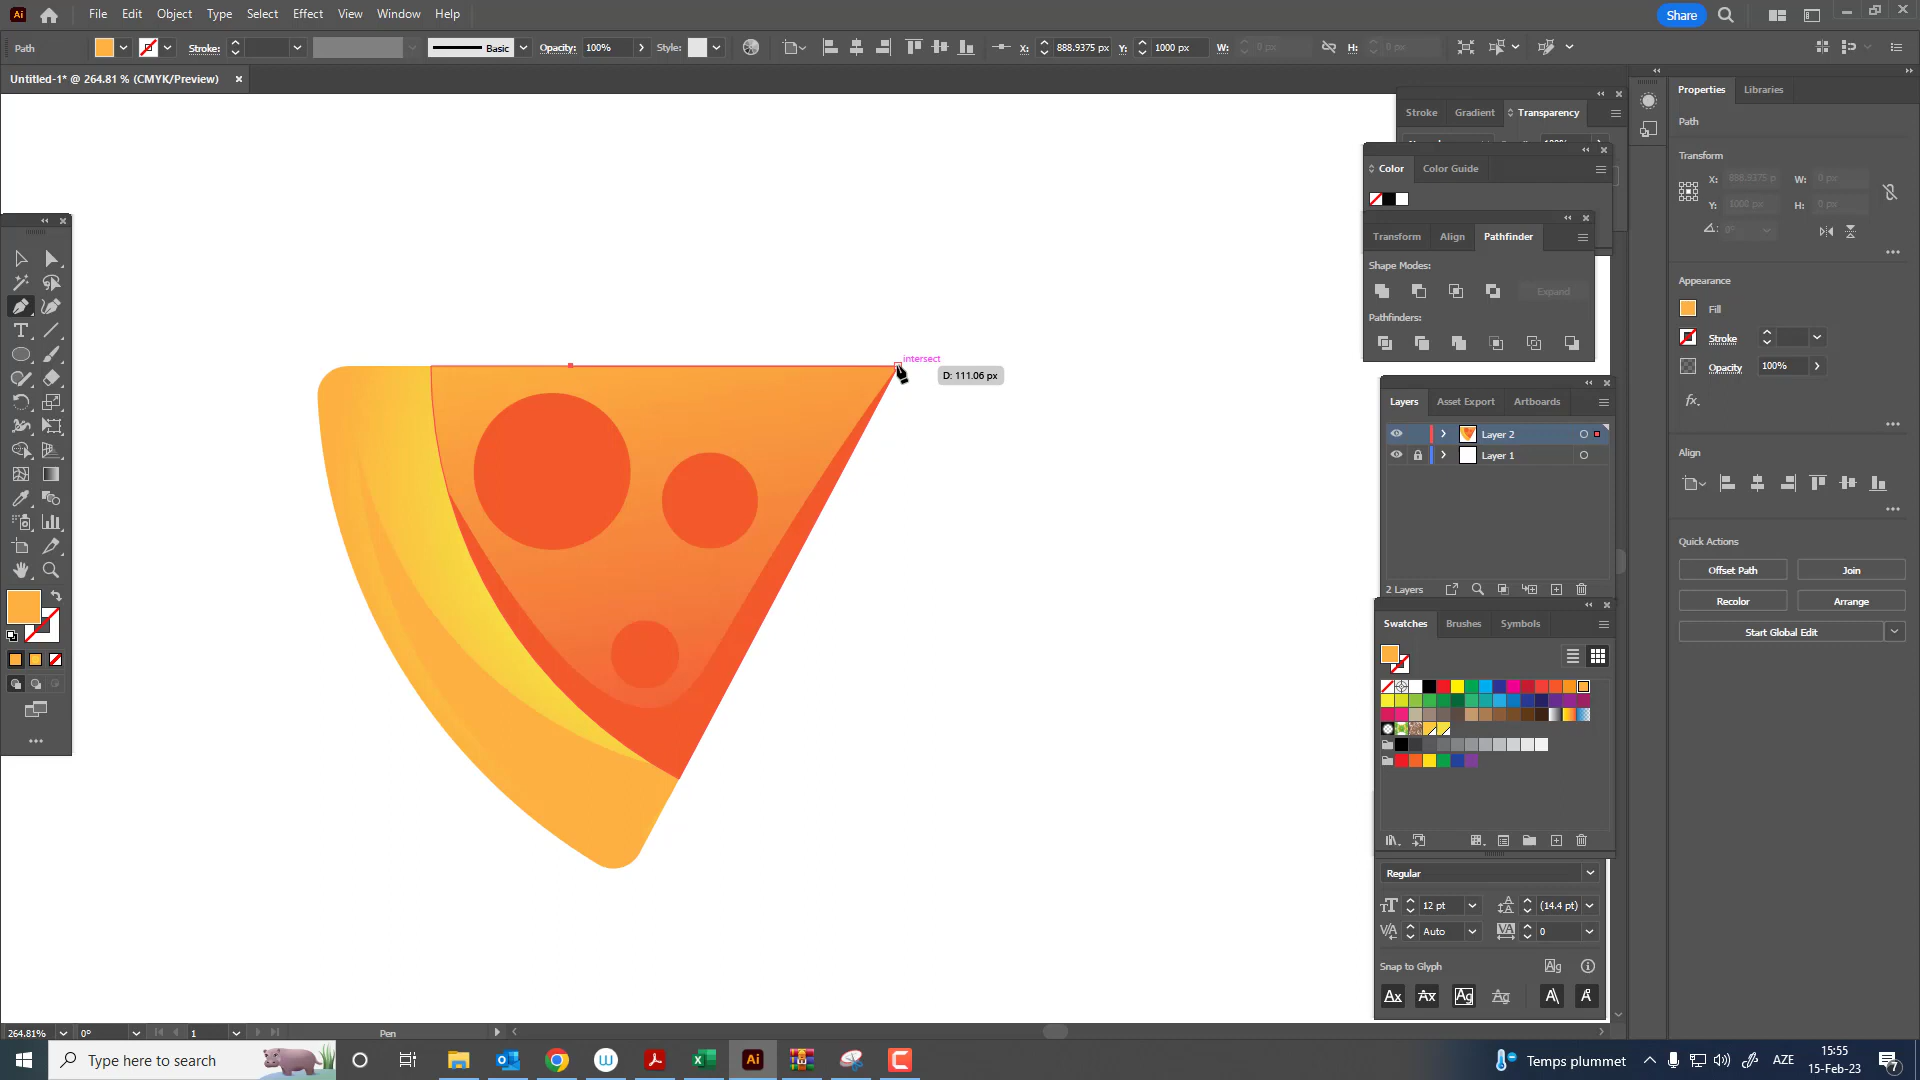 Ai
File Edit Object Type Select Effect View Window Help
Share
Path
Stroke:
Basic
Opacity: 100%
Style:
X: 888.9375 px
Y: 1000 px
W: 0 px
H: 0 px
Untitled-1* @ 264.81 % (CMYK/Preview)
Stroke Gradient Transparency
Color Color Guide
Transform Align Pathfinder
Shape Modes:
Expand
Pathfinders:
intersect
D: 111.06 px
Layers Asset Export Artboards
Layer 2
Layer 1
2 Layers
Swatches Brushes Symbols
Regular
12 pt (14.4 pt)
Auto 0
Snap to Glyph
Properties Libraries
Path
Transform
X: 888.9375 p W: 0 px
Y: 1000 px H: 0 px
0°
Appearance
Fill
Stroke
Opacity 100%
fx.
Align
Quick Actions
Offset Path Join
Recolor Arrange
Start Global Edit
264.81% 0° 1 Pen
Type here to search
Ai
Temps plummet
AZE
15:55
15-Feb-23
7